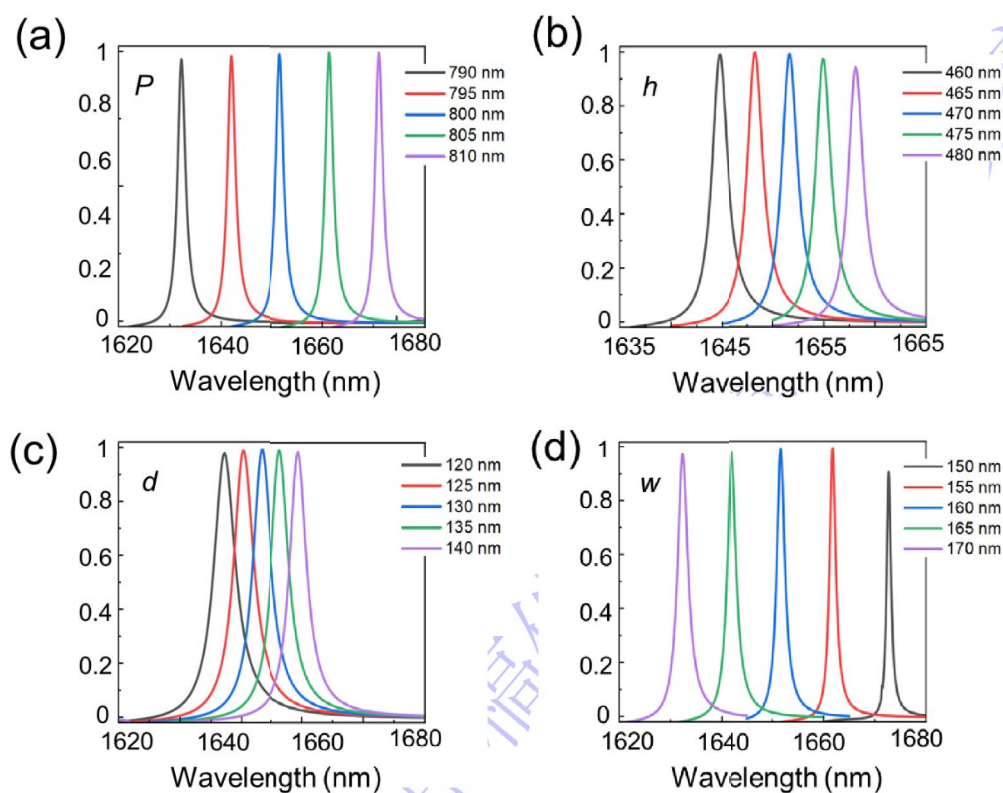 (a)
P
790 nm
795 nm
800 nm
805 nm
810 nm
1
0.8
0.6
0.4
0.2
0
1620
1640
1660
1680
Wavelength (nm)
(b)
h
460 nm
465 nm
470 nm
475 nm
480 nm
1
0.8
0.6
0.4
0.2
0
1635
1645
1655
1665
Wavelength (nm)
(c)
d
120 nm
125 nm
130 nm
135 nm
140 nm
1
0.8
0.6
0.4
0.2
0
1620
1640
1660
1680
Wavelength (nm)
(d)
w
150 nm
155 nm
160 nm
165 nm
170 nm
1
0.8
0.6
0.4
0.2
0
1620
1640
1660
1680
Wavelength (nm)